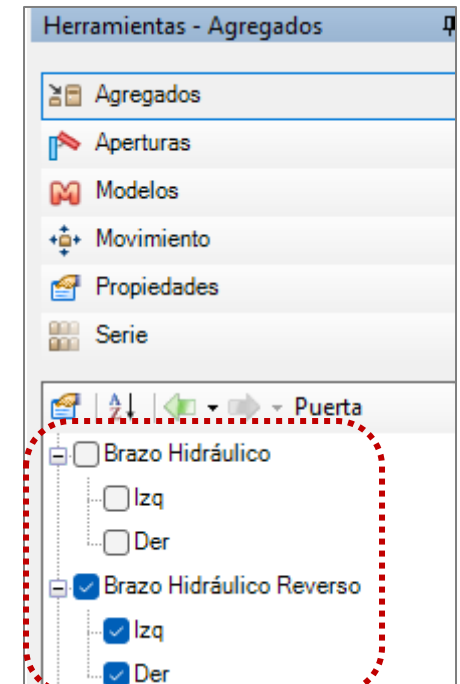 Herramientas - Agregados
Agregados
Aperturas
Modelos
Movimiento
Propiedades
Serie
Puerta
Brazo Hidráulico
Izq
Der
Brazo Hidráulico Reverso
Izq
Der